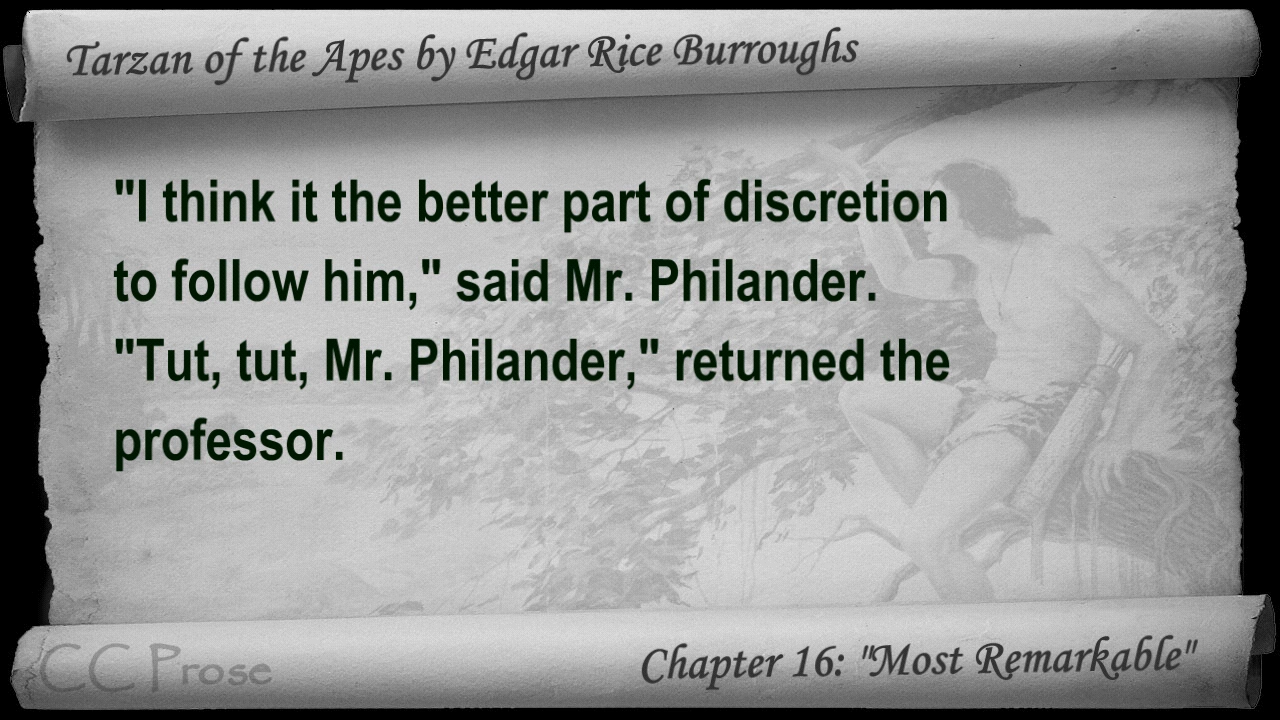 Tarzan of the Apes by Edgar Rice Burroughs
"I think it the better part of discretion
to follow him," said Mr. Philander.
"Tut, tut, Mr. Philander," returned the
professor.
CC Prose
Chapter 16: "Most Remarkable"